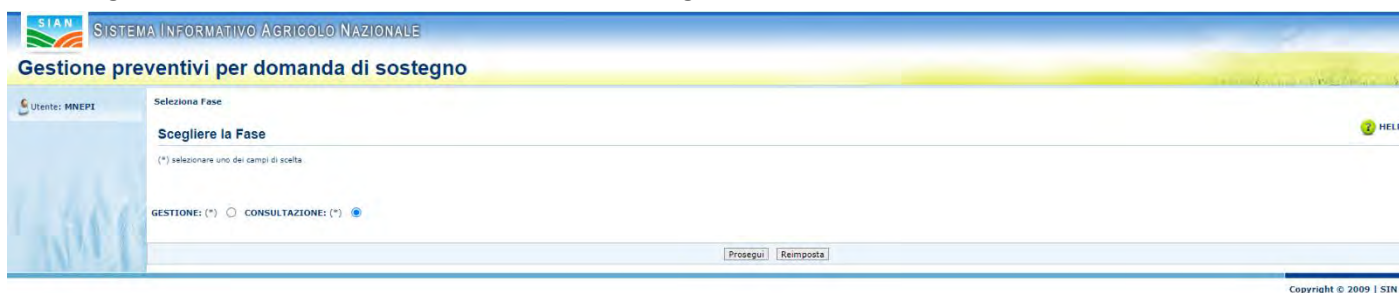 SIAN
SISTEMA INFORMATIVO AGRICOLO NAZIONALE
Gestione preventivi per domanda di sostegno
Utente: MNEPI
Seleziona Fase
Scegliere la Fase
HEL
(*) selezionare uno dei campi di scelta.
GESTIONE: (*) CONSULTAZIONE: (*)
Prosegui Reimposta
Copyright © 2009 | SIN